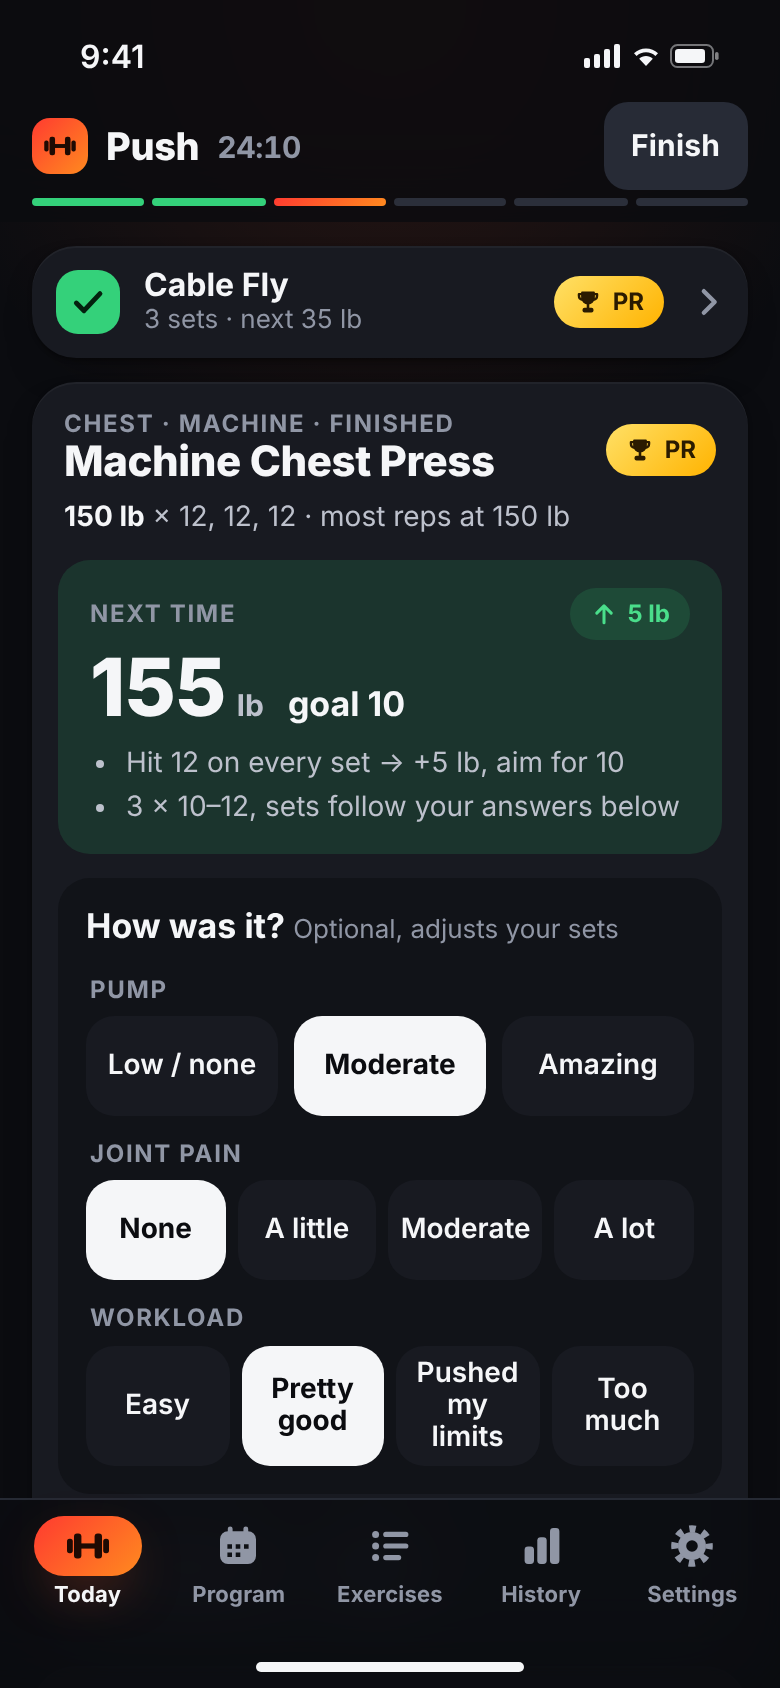 9:41
Push 24:10
Finish
Cable Fly
3 sets · next 35 lb
PR
CHEST · MACHINE · FINISHED
Machine Chest Press
PR
150 lb × 12, 12, 12 · most reps at 150 lb
NEXT TIME
↑ 5 lb
155 lb goal 10
• Hit 12 on every set → +5 lb, aim for 10
• 3 × 10–12, sets follow your answers below
How was it? Optional, adjusts your sets
PUMP
Low / none
Moderate
Amazing
JOINT PAIN
None
A little
Moderate
A lot
WORKLOAD
Easy
Pretty
good
Pushed
my
limits
Too
much
Today
Program
Exercises
History
Settings